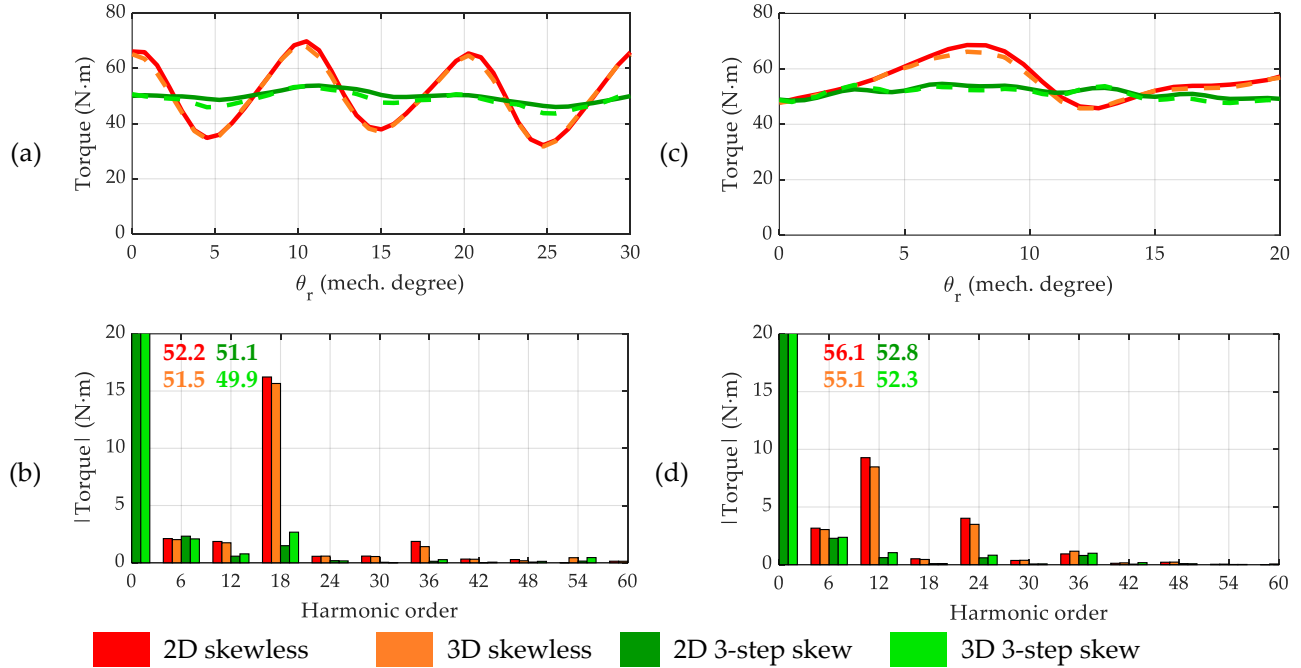 (a)
Torque (N·m)
80
60
40
20
0
0 5 10 15 20 25 30
θr (mech. degree)
(c)
Torque (N·m)
80
60
40
20
0
0 5 10 15 20
θr (mech. degree)
(b)
|Torque| (N·m)
20
15
10
5
0
52.2 51.1
51.5 49.9
0 6 12 18 24 30 36 42 48 54 60
Harmonic order
(d)
|Torque| (N·m)
20
15
10
5
0
56.1 52.8
55.1 52.3
0 6 12 18 24 30 36 42 48 54 60
Harmonic order
2D skewless 3D skewless 2D 3-step skew 3D 3-step skew